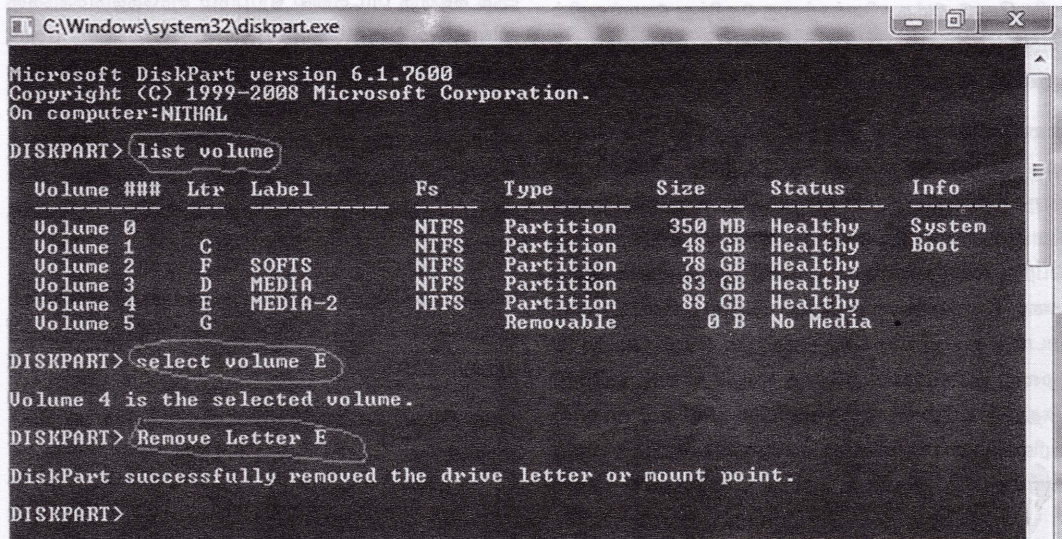 C:\Windows\system32\diskpart.exe
Microsoft DiskPart version 6.1.7600
Copyright (C) 1999-2008 Microsoft Corporation.
On computer:NITHAL
DISKPART> list volume
Volume ### Ltr Label Fs Type Size Status Info
Volume 0 NTFS Partition 350 MB Healthy System
Volume 1 C NTFS Partition 48 GB Healthy Boot
Volume 2 F SOFTS NTFS Partition 78 GB Healthy
Volume 3 D MEDIA NTFS Partition 83 GB Healthy
Volume 4 E MEDIA-2 NTFS Partition 88 GB Healthy
Volume 5 G Removable 0 B No Media
DISKPART> select volume E
Volume 4 is the selected volume.
DISKPART> Remove Letter E
DiskPart successfully removed the drive letter or mount point.
DISKPART>